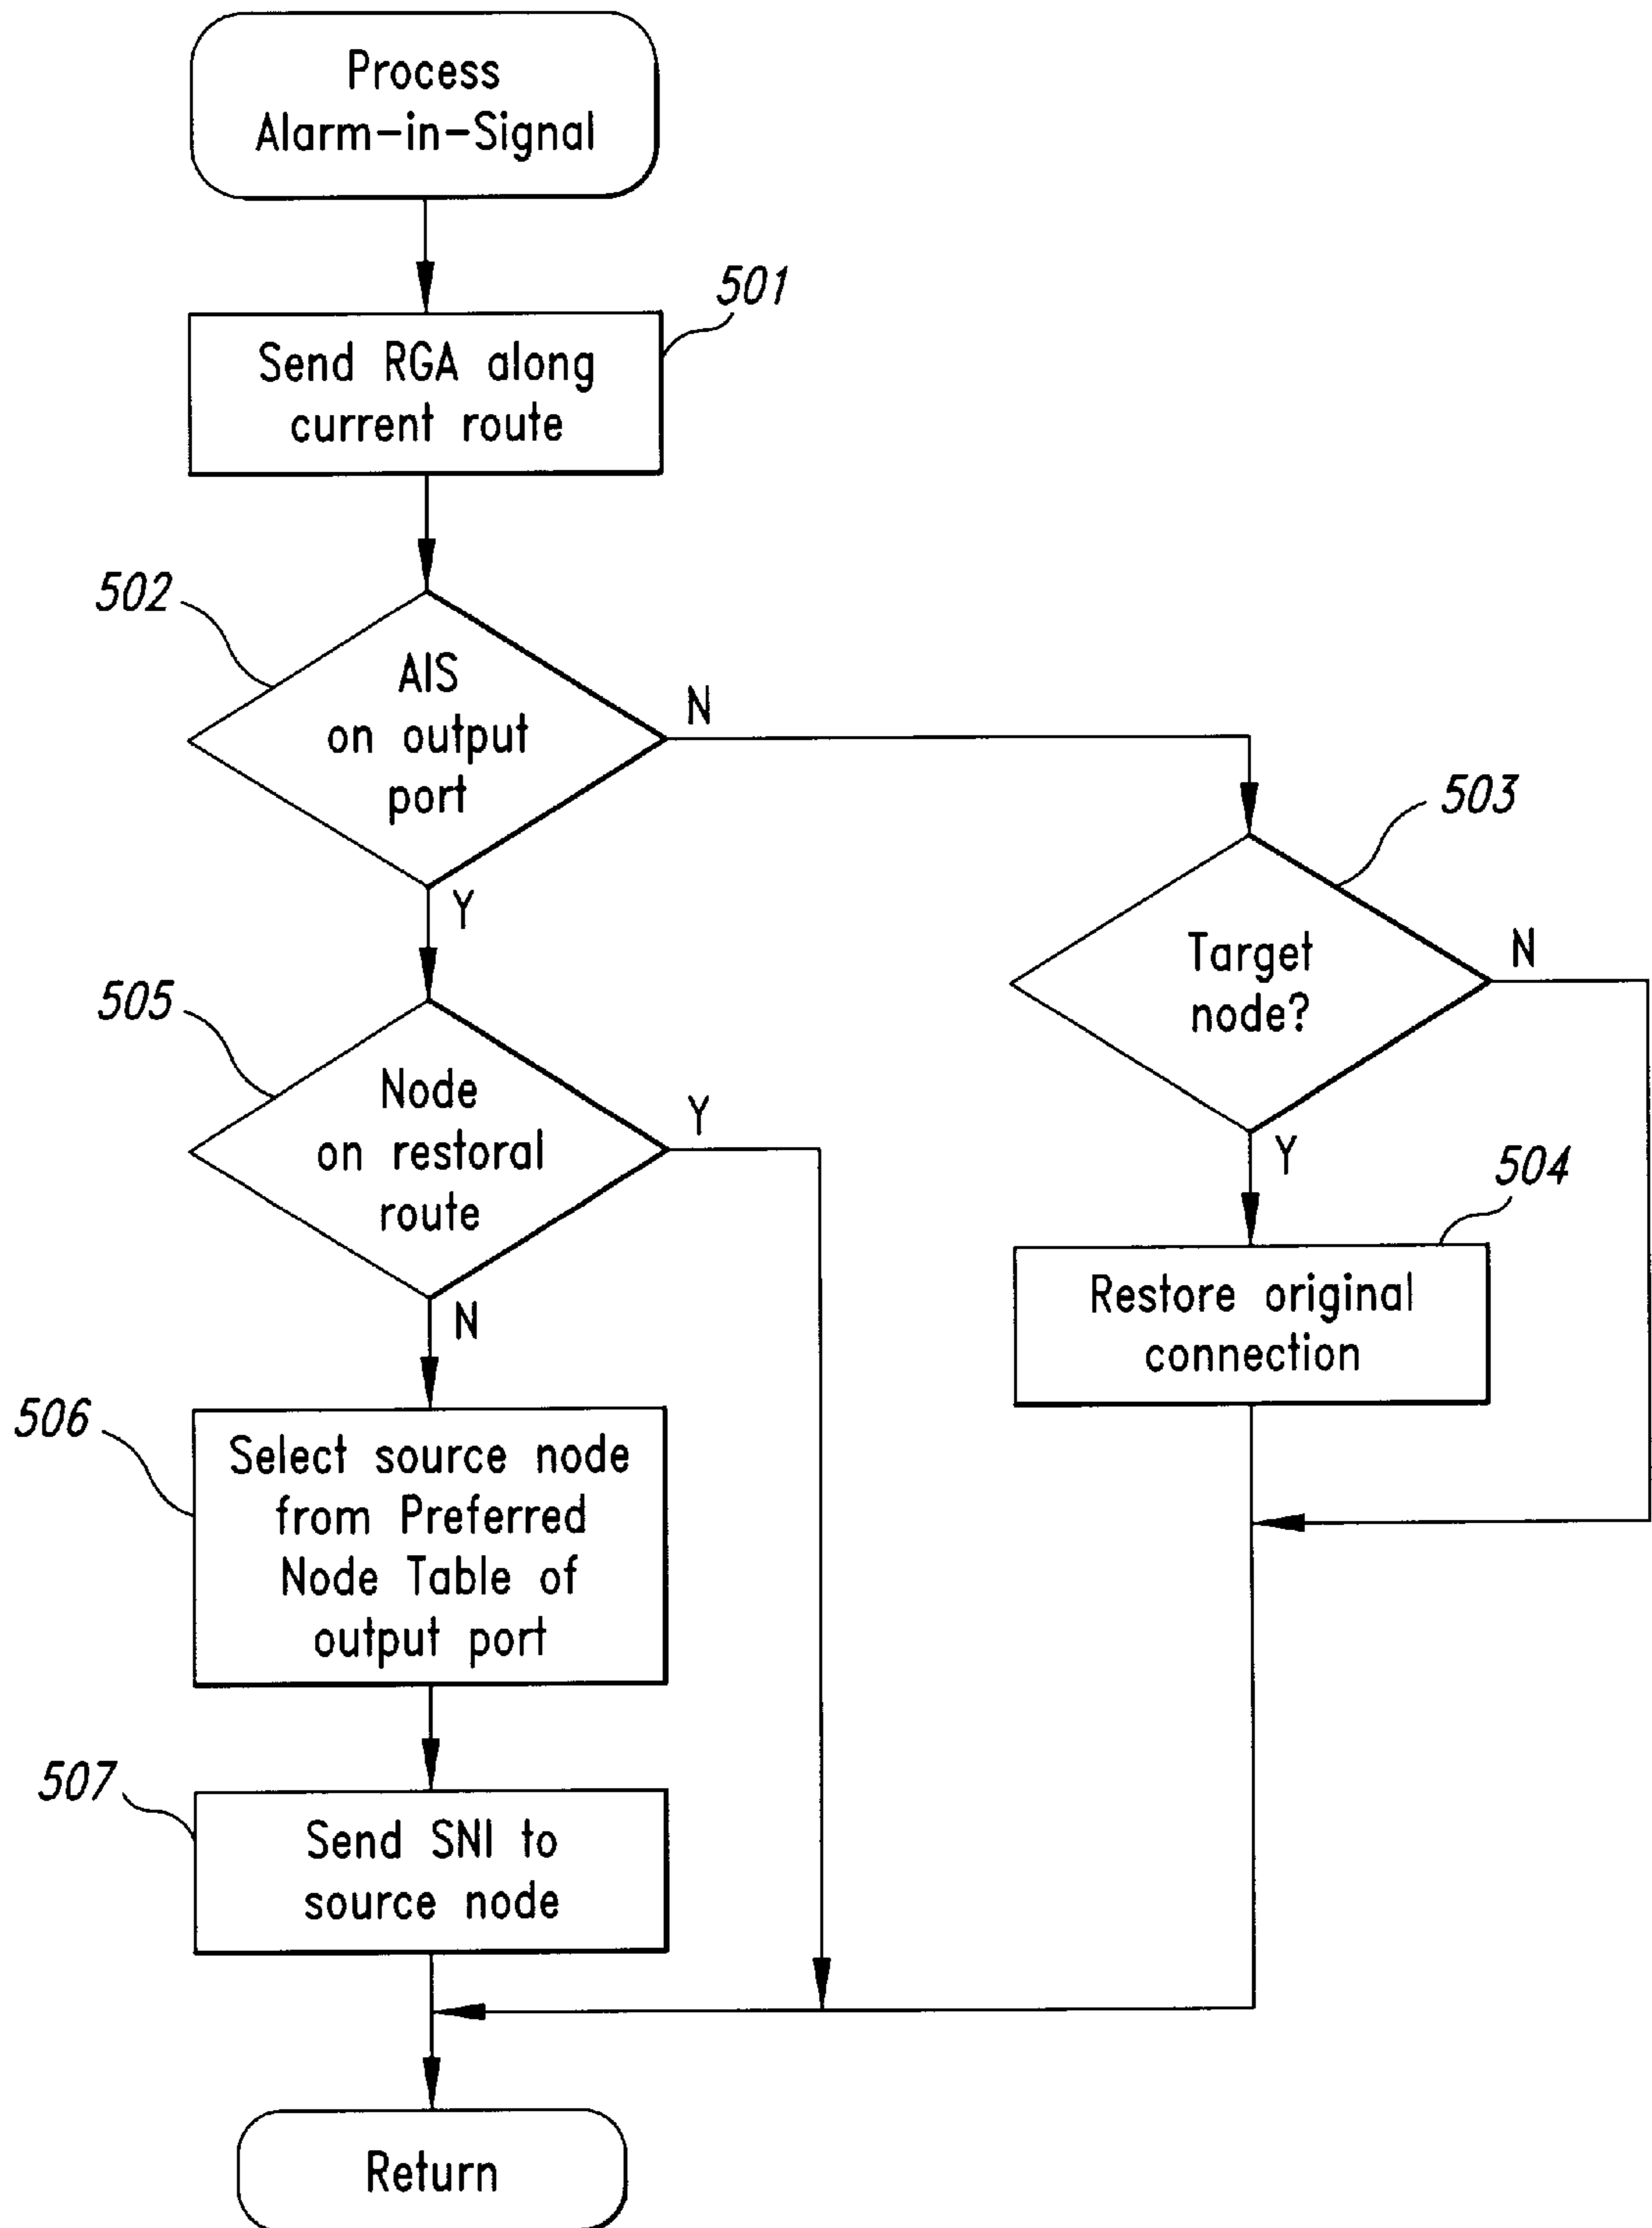 Process
Alarm-in-Signal
501
Send RGA along
current route
502
AIS
on output
port
N
Y
503
Target
node?
N
Y
505
Node
on restoral
route
Y
N
504
Restore original
connection
506
Select source node
from Preferred
Node Table of
output port
507
Send SNI to
source node
Return